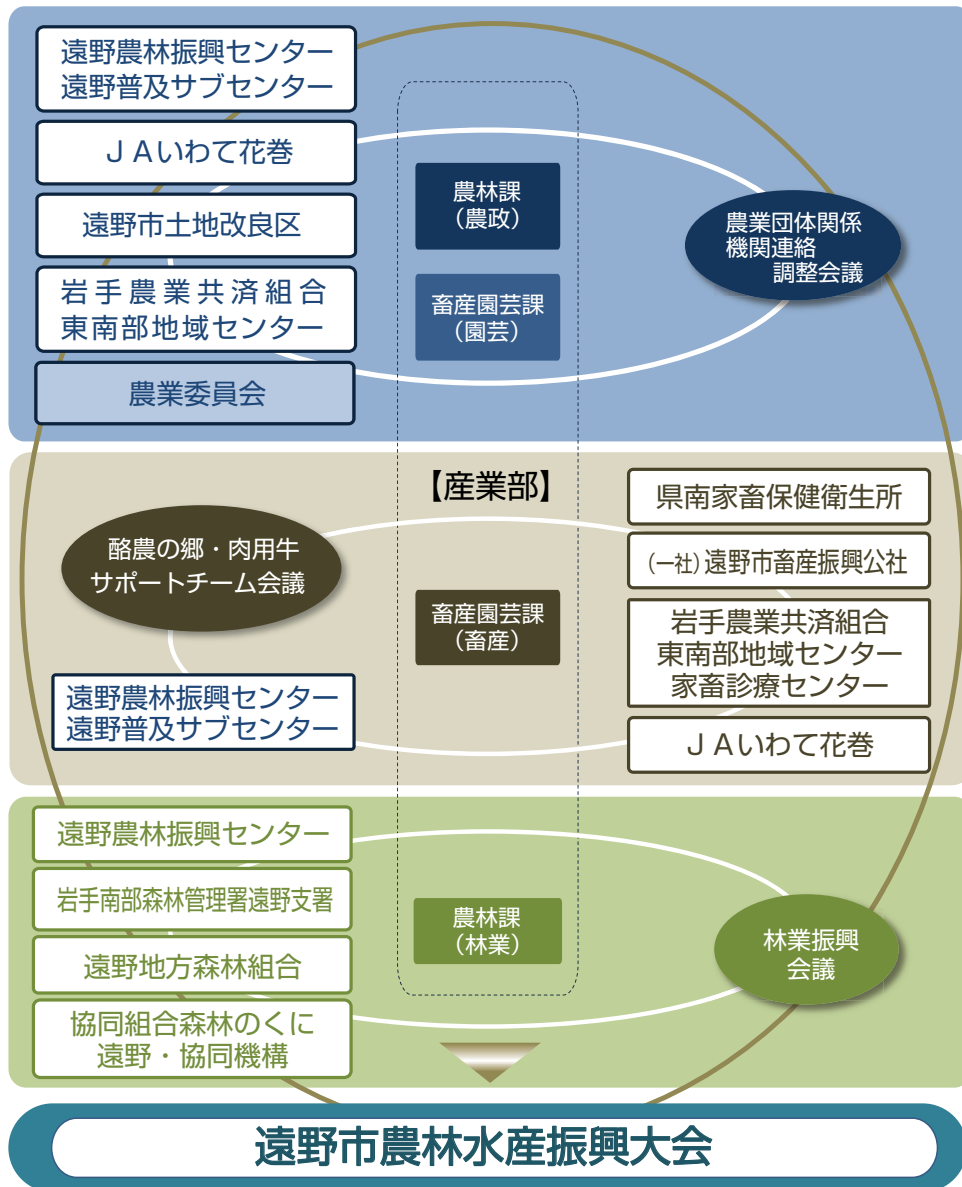 遠野農林振興センター
遠野普及サブセンター
ＪＡいわて花巻
遠野市土地改良区
岩手農業共済組合
東南部地域センター
農業委員会
農林課
（農政）
畜産園芸課
（園芸）
農業団体関係
機関連絡
調整会議
【産業部】
酪農の郷・肉用牛
サポートチーム会議
遠野農林振興センター
遠野普及サブセンター
畜産園芸課
（畜産）
県南家畜保健衛生所
（一社）遠野市畜産振興公社
岩手農業共済組合
東南部地域センター
家畜診療センター
ＪＡいわて花巻
遠野農林振興センター
岩手南部森林管理署遠野支署
遠野地方森林組合
協同組合森林のくに
遠野・協同機構
農林課
（林業）
林業振興
会議
遠野市農林水産振興大会